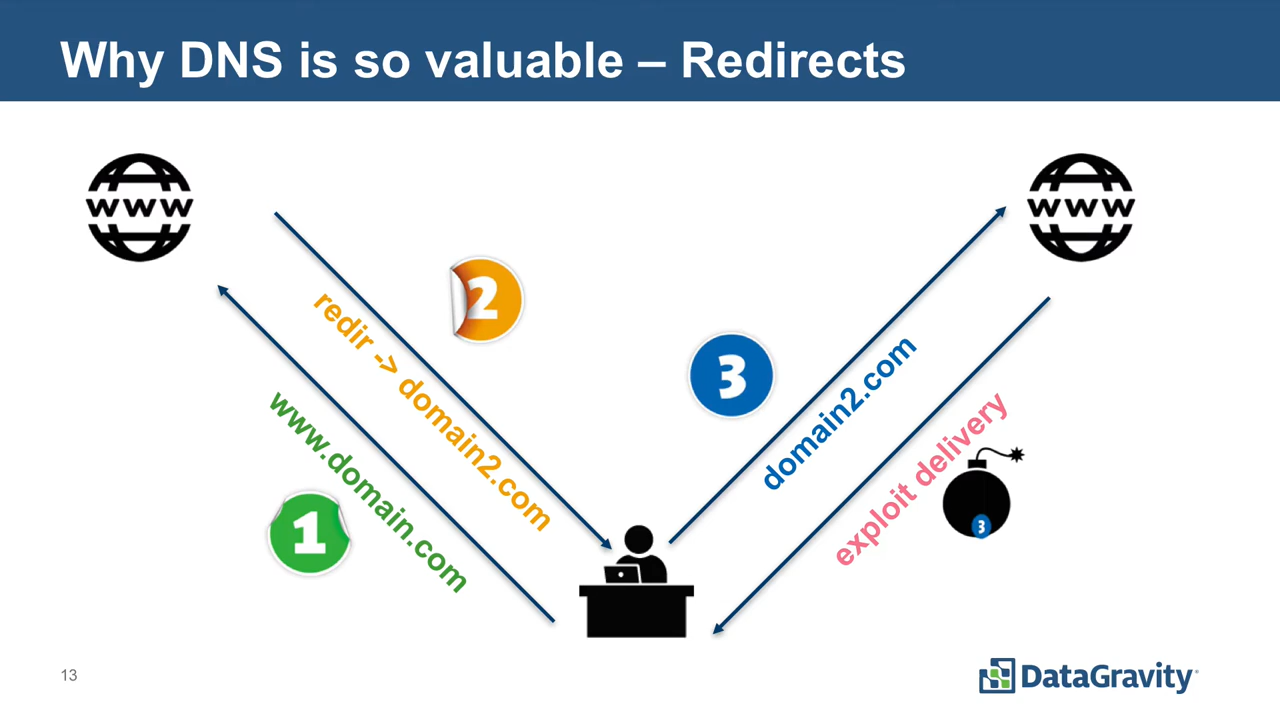 Why DNS is so valuable – Redirects
www
www
2
redir -> domain2.com
3
domain2.com
www.domain.com
1
exploit delivery
3
13
DataGravity